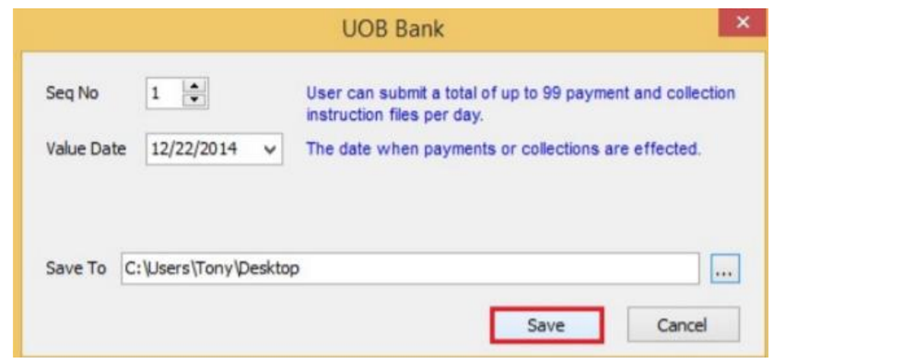 UOB Bank
Seq No 1 User can submit a total of up to 99 payment and collection
instruction files per day.
Value Date 12/22/2014 The date when payments or collections are effected.
Save To C:\Users\Tony\Desktop ...
Save Cancel